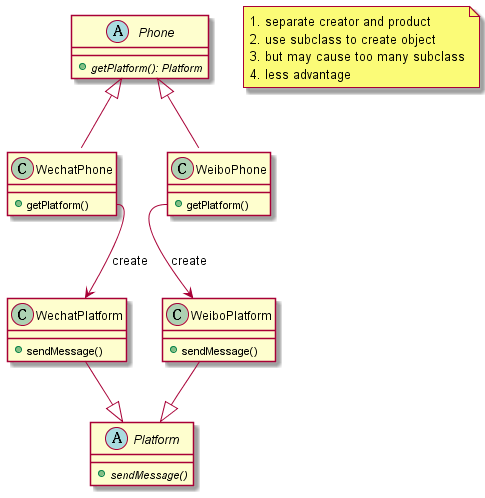 A Phone
getPlatform(): Platform
1. separate creator and product
2. use subclass to create object
3. but may cause too many subclass
4. less advantage
C WechatPhone
getPlatform()
C WeiboPhone
getPlatform()
create
create
C WechatPlatform
sendMessage()
C WeiboPlatform
sendMessage()
A Platform
sendMessage()